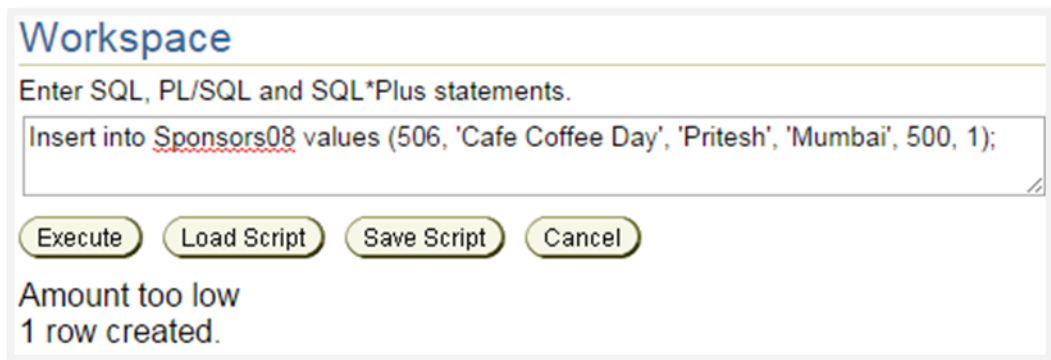 Workspace
Enter SQL, PL/SQL and SQL*Plus statements.
Insert into Sponsors08 values (506, 'Cafe Coffee Day', 'Pritesh', 'Mumbai', 500, 1);
Execute Load Script Save Script Cancel
Amount too low
1 row created.